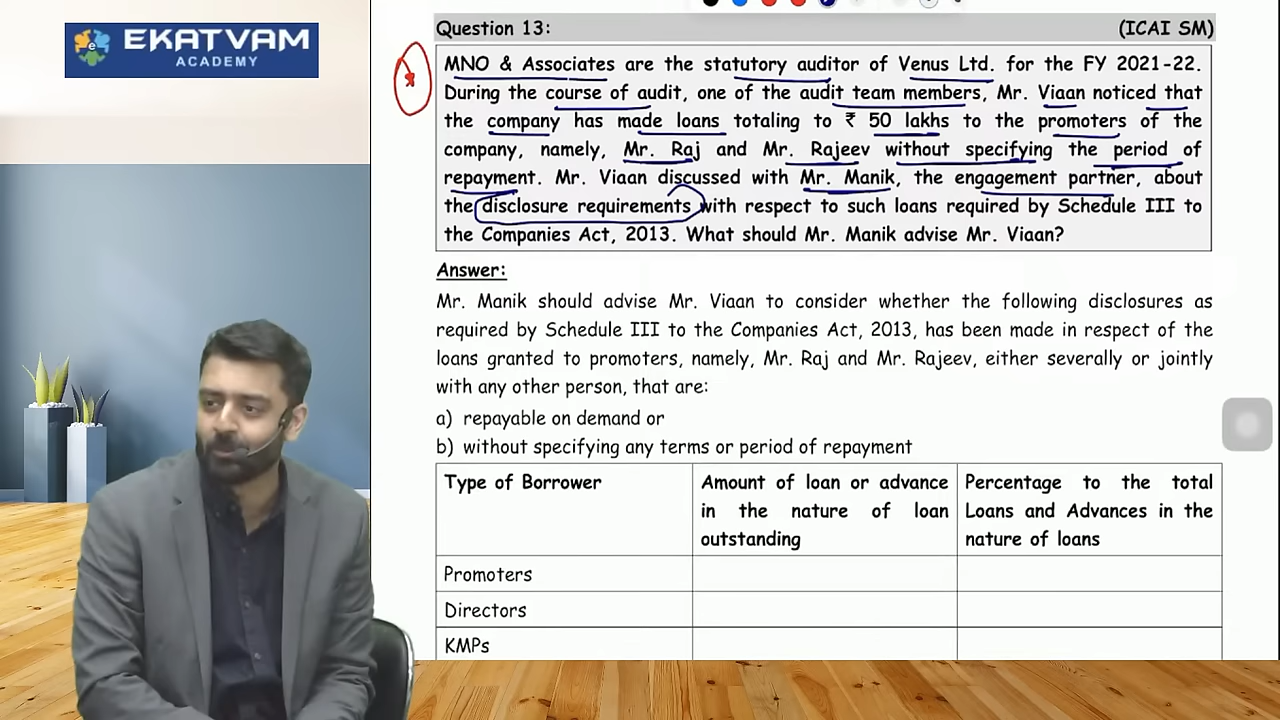 EKATVAM
ACADEMY
Question 13: (ICAI SM)
MNO & Associates are the statutory auditor of Venus Ltd. for the FY 2021-22.
During the course of audit, one of the audit team members, Mr. Viaan noticed that
the company has made loans totaling to ₹ 50 lakhs to the promoters of the
company, namely, Mr. Raj and Mr. Rajeev without specifying the period of
repayment. Mr. Viaan discussed with Mr. Manik, the engagement partner, about
the disclosure requirements with respect to such loans required by Schedule III to
the Companies Act, 2013. What should Mr. Manik advise Mr. Viaan?
Answer:
Mr. Manik should advise Mr. Viaan to consider whether the following disclosures as
required by Schedule III to the Companies Act, 2013, has been made in respect of the
loans granted to promoters, namely, Mr. Raj and Mr. Rajeev, either severally or jointly
with any other person, that are:
a) repayable on demand or
b) without specifying any terms or period of repayment
Type of Borrower
Amount of loan or advance
in the nature of loan
outstanding
Percentage to the total
Loans and Advances in the
nature of loans
Promoters
Directors
KMPs